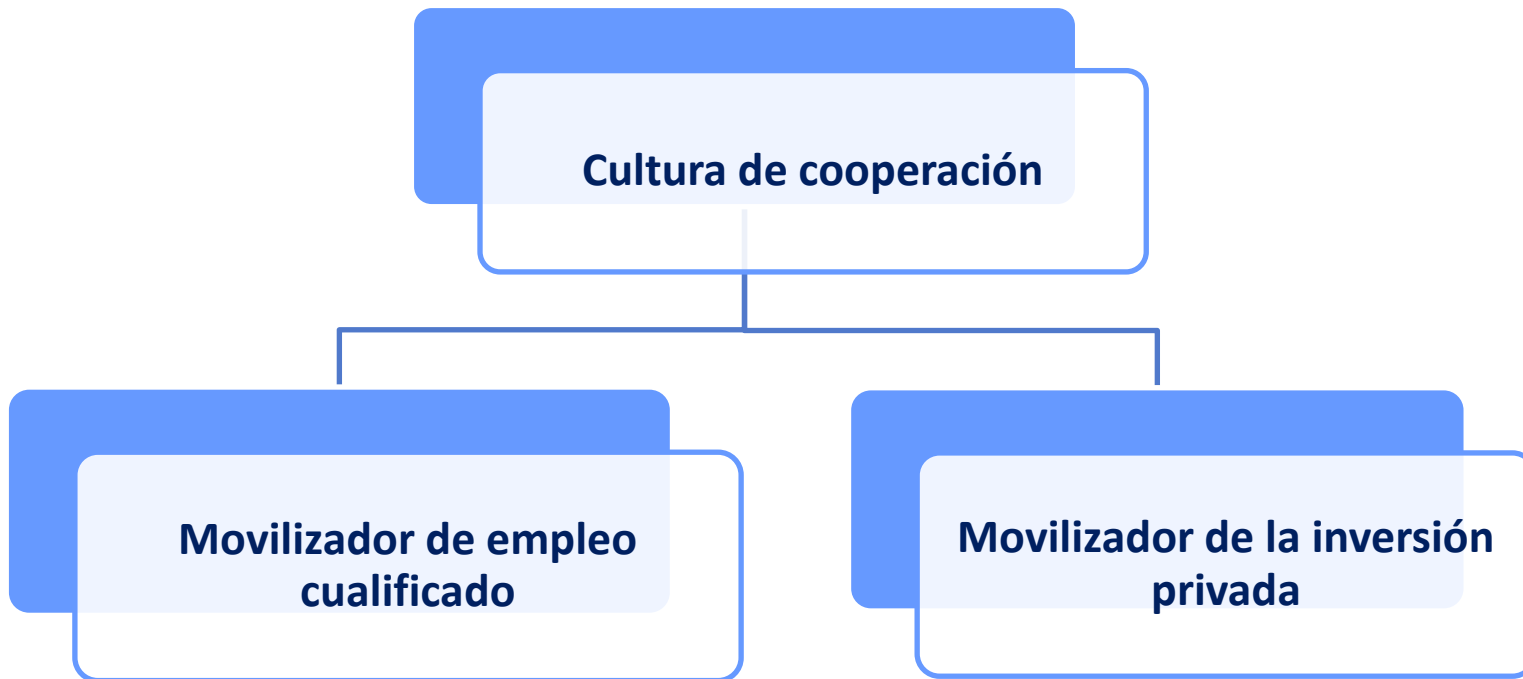 Cultura de cooperación
Movilizador de empleo
cualificado
Movilizador de la inversión
privada